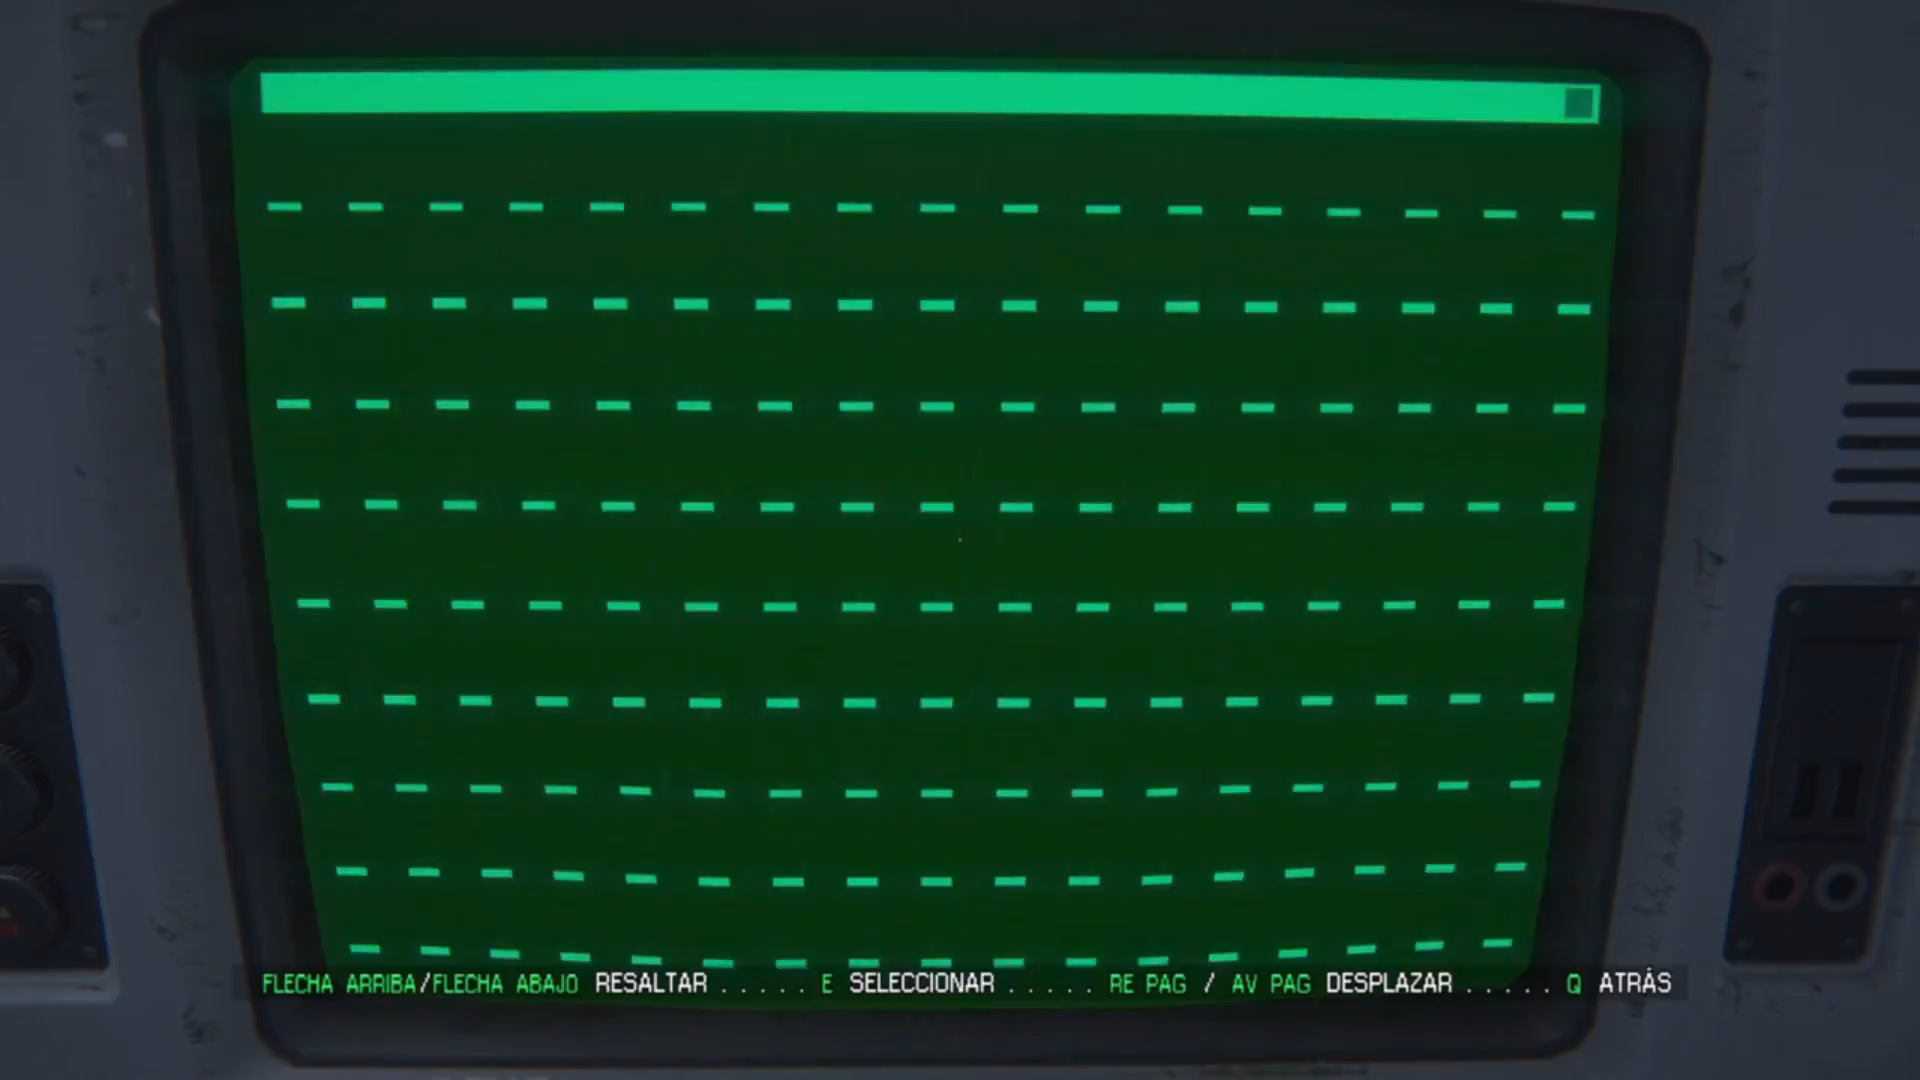 FLECHA ARRIBA/FLECHA ABAJO RESALTAR ..... E SELECCIONAR ..... RE PAG / AV PAG DESPLAZAR ..... Q ATRÁS